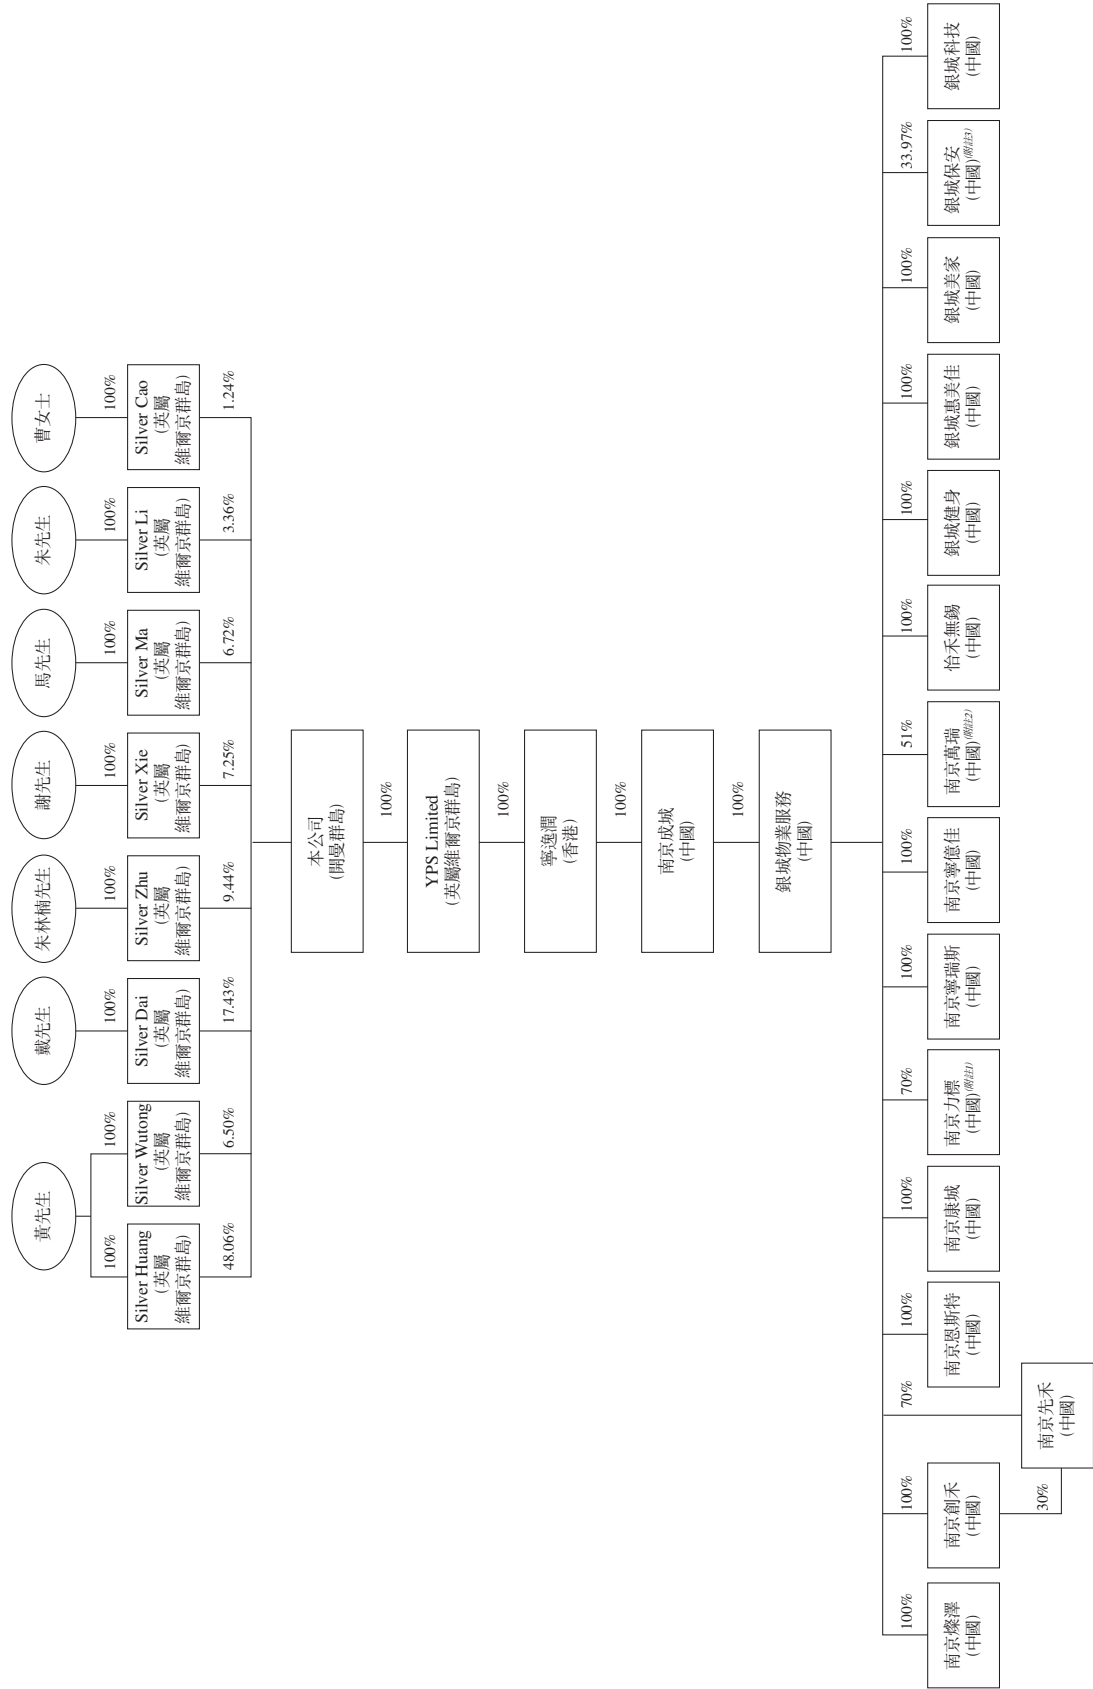 黃先生
戴先生
朱林楠先生
謝先生
馬先生
朱先生
曹女士
100%
100%
100%
100%
100%
100%
100%
100%
Silver Huang
(英屬
維爾京群島)
Silver Wutong
(英屬
維爾京群島)
Silver Dai
(英屬
維爾京群島)
Silver Zhu
(英屬
維爾京群島)
Silver Xie
(英屬
維爾京群島)
Silver Ma
(英屬
維爾京群島)
Silver Li
(英屬
維爾京群島)
Silver Cao
(英屬
維爾京群島)
48.06%
6.50%
17.43%
9.44%
7.25%
6.72%
3.36%
1.24%
本公司
(開曼群島)
100%
YPS Limited
(英屬維爾京群島)
100%
寧逸潤
(香港)
100%
南京成城
(中國)
100%
銀城物業服務
(中國)
100%
100%
70%
100%
100%
70%
100%
100%
51%
100%
100%
100%
100%
33.97%
100%
南京燦澤
(中國)
南京創禾
(中國)
南京恩斯特
(中國)
南京康城
(中國)
南京力標
(中國)(附註1)
南京寧瑞斯
(中國)
南京寧億佳
(中國)
南京萬瑞
(中國)(附註2)
怡禾無錫
(中國)
銀城健身
(中國)
銀城惠美佳
(中國)
銀城美家
(中國)
銀城保安
(中國)(附註3)
銀城科技
(中國)
30%
南京先禾
(中國)